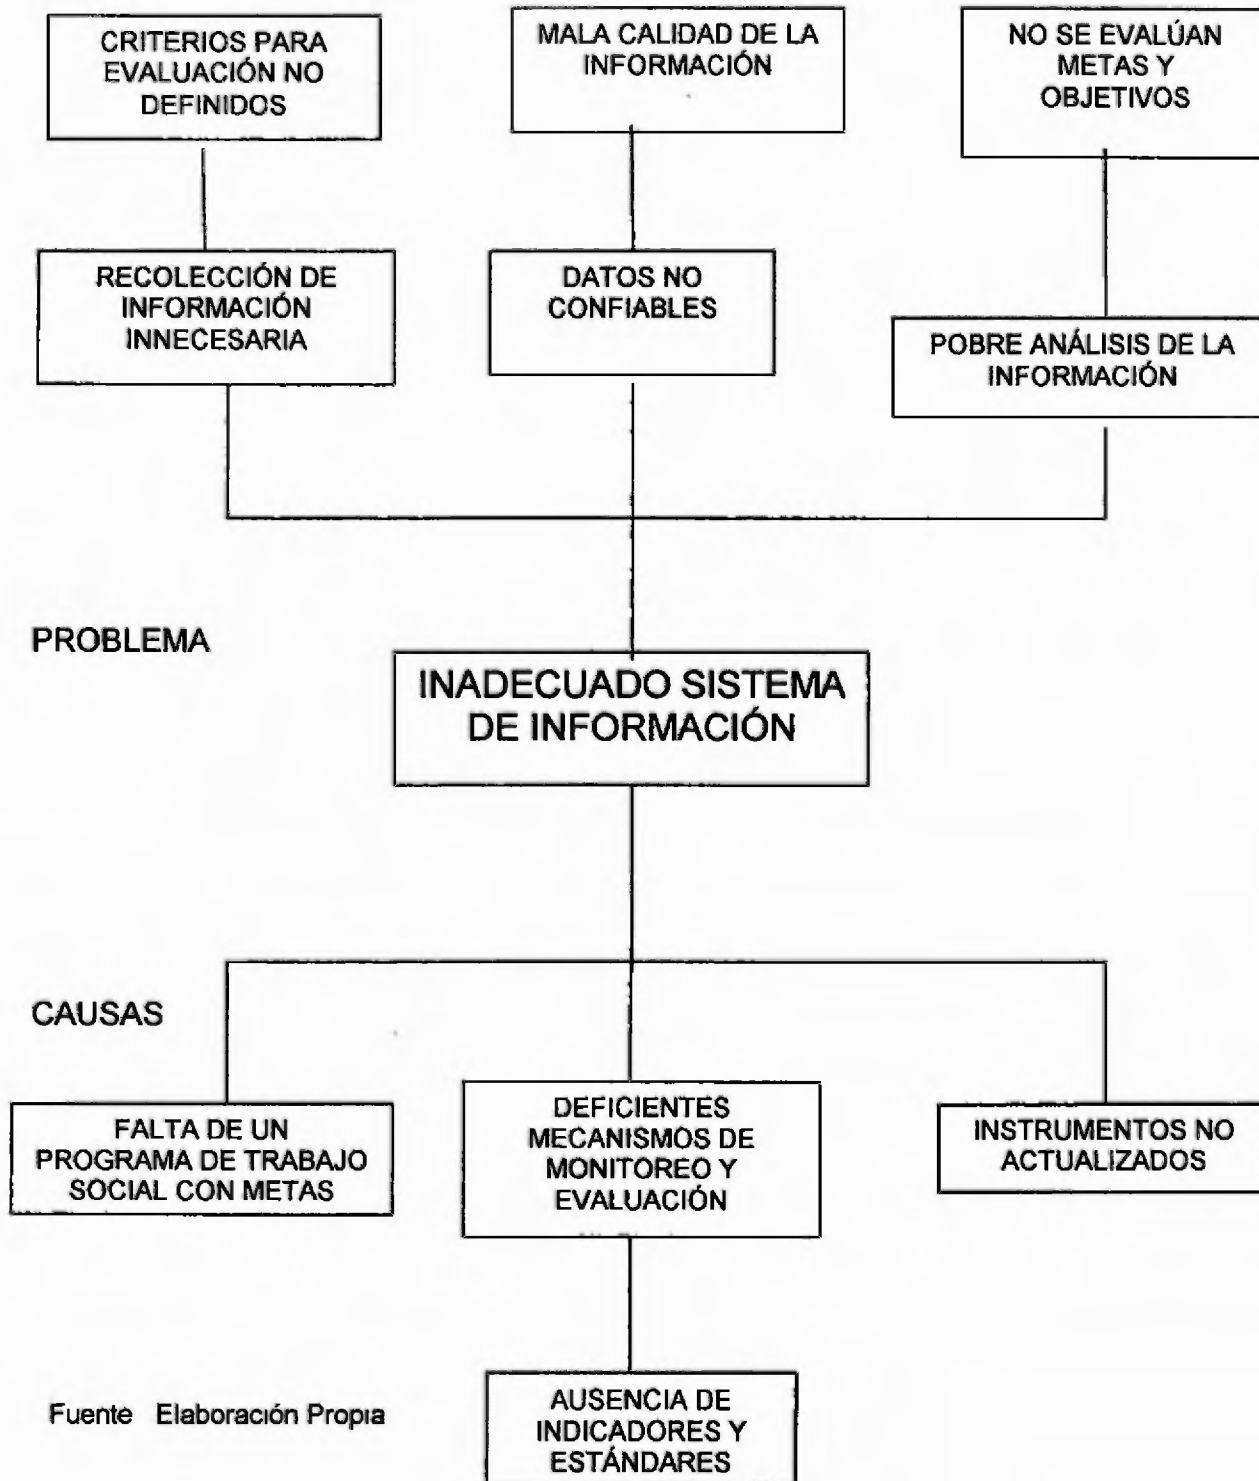 CRITERIOS PARA
EVALUACIÓN NO
DEFINIDOS
MALA CALIDAD DE LA
INFORMACIÓN
NO SE EVALÚAN
METAS Y
OBJETIVOS
RECOLECCIÓN DE
INFORMACIÓN
INNECESARIA
DATOS NO
CONFIABLES
POBRE ANÁLISIS DE LA
INFORMACIÓN
PROBLEMA
INADECUADO SISTEMA
DE INFORMACIÓN
CAUSAS
FALTA DE UN
PROGRAMA DE TRABAJO
SOCIAL CON METAS
DEFICIENTES
MECANISMOS DE
MONITOREO Y
EVALUACIÓN
INSTRUMENTOS NO
ACTUALIZADOS
AUSENCIA DE
INDICADORES Y
ESTÁNDARES
Fuente Elaboración Propia